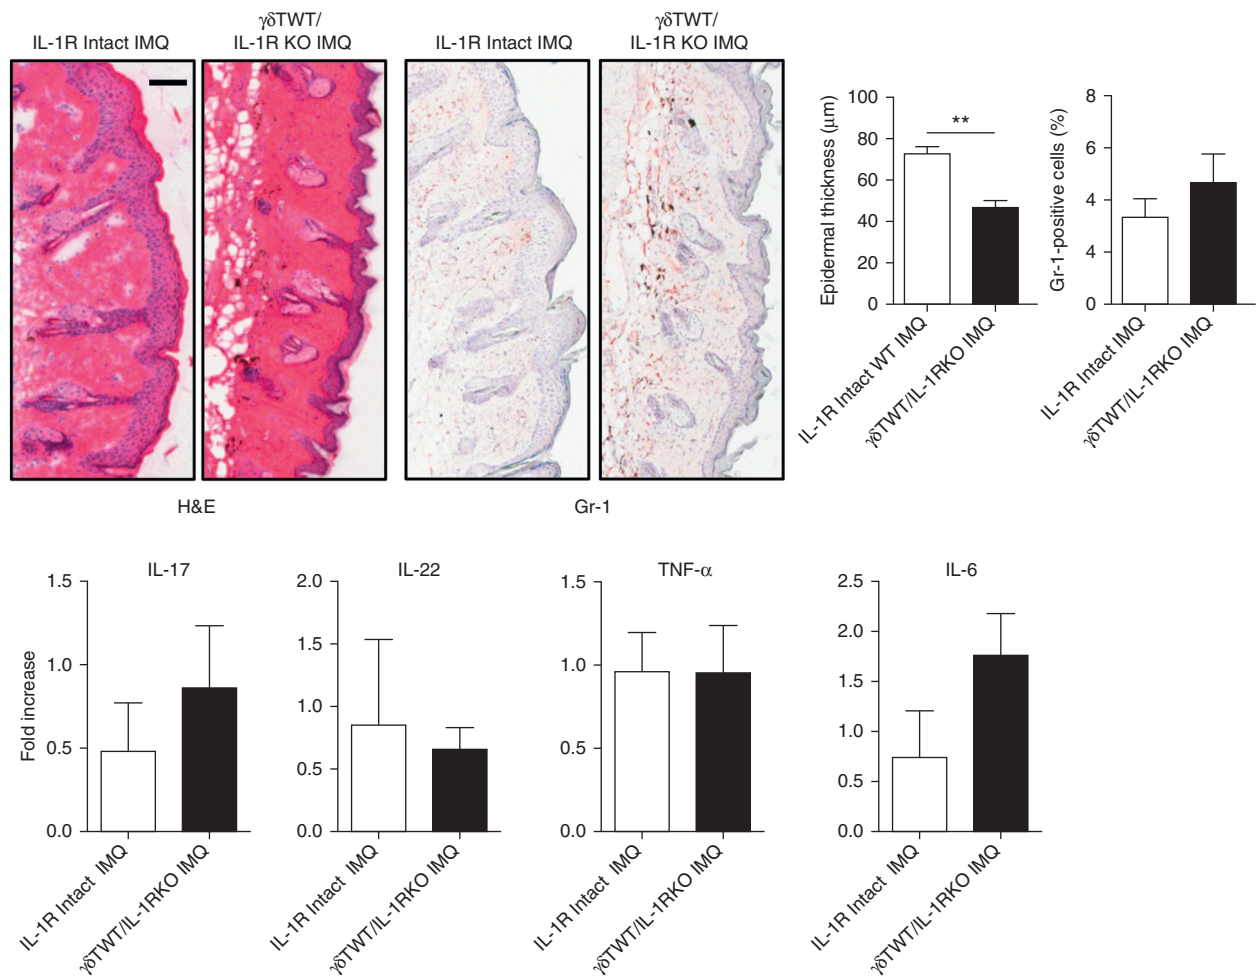 IL-1R Intact IMQ
γδTWT/
IL-1R KO IMQ
IL-1R Intact IMQ
γδTWT/
IL-1R KO IMQ
H&E
Gr-1
Epidermal thickness (μm)
100
80
60
40
20
0
**
IL-1R Intact WT IMQ
γδTWT/IL-1RKO IMQ
Gr-1-positive cells (%)
8
6
4
4
0
IL-1R Intact IMQ
γδTWT/IL-1RKO IMQ
IL-17
Fold increase
1.5
1.0
0.5
0.0
IL-1R Intact IMQ
γδTWT/IL-1RKO IMQ
IL-22
2.0
1.5
1.0
0.5
0.0
IL-1R Intact IMQ
γδTWT/IL-1RKO IMQ
TNF-α
1.5
1.0
0.5
0.0
IL-1R Intact IMQ
γδTWT/IL-1RKO IMQ
IL-6
2.5
2.0
1.5
1.0
0.5
0.0
IL-1R Intact IMQ
γδTWT/IL-1RKO IMQ